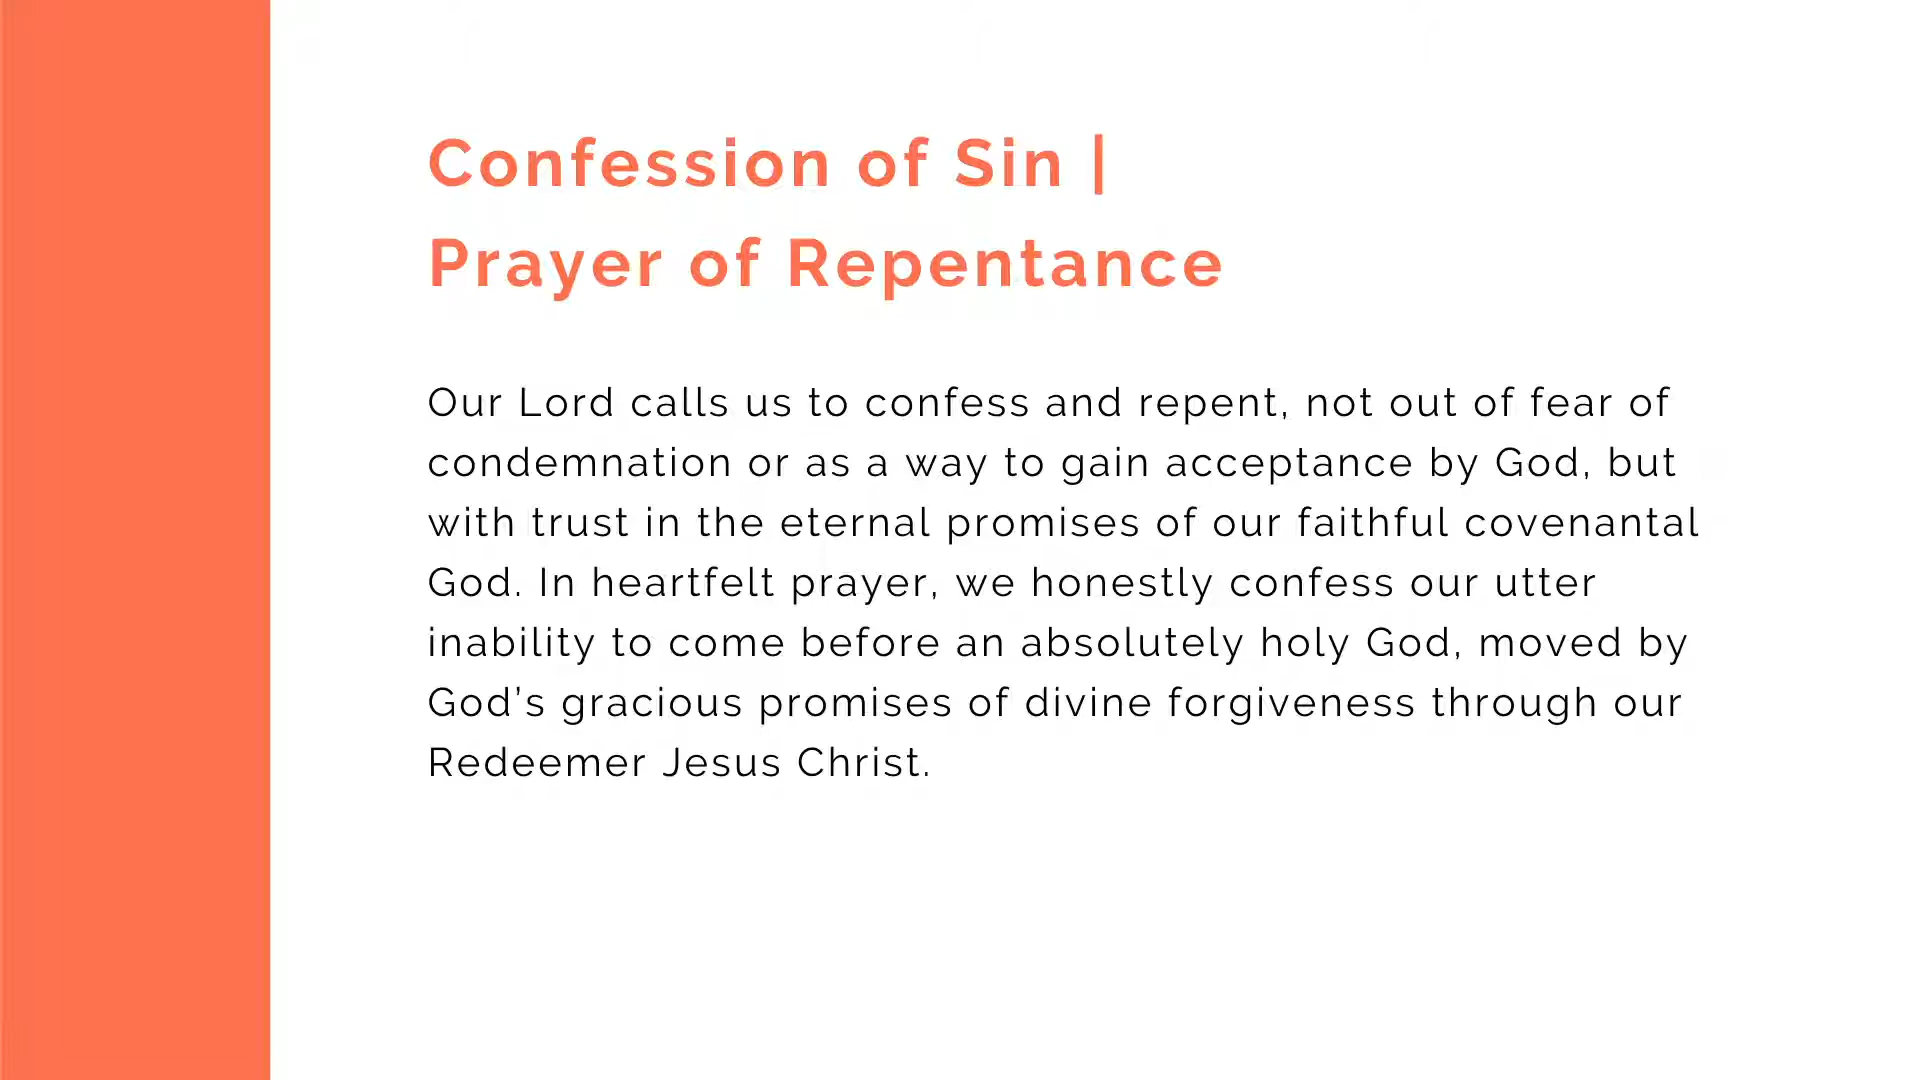 Confession of Sin |
Prayer of Repentance
Our Lord calls us to confess and repent, not out of fear of
condemnation or as a way to gain acceptance by God, but
with trust in the eternal promises of our faithful covenantal
God. In heartfelt prayer, we honestly confess our utter
inability to come before an absolutely holy God, moved by
God’s gracious promises of divine forgiveness through our
Redeemer Jesus Christ.